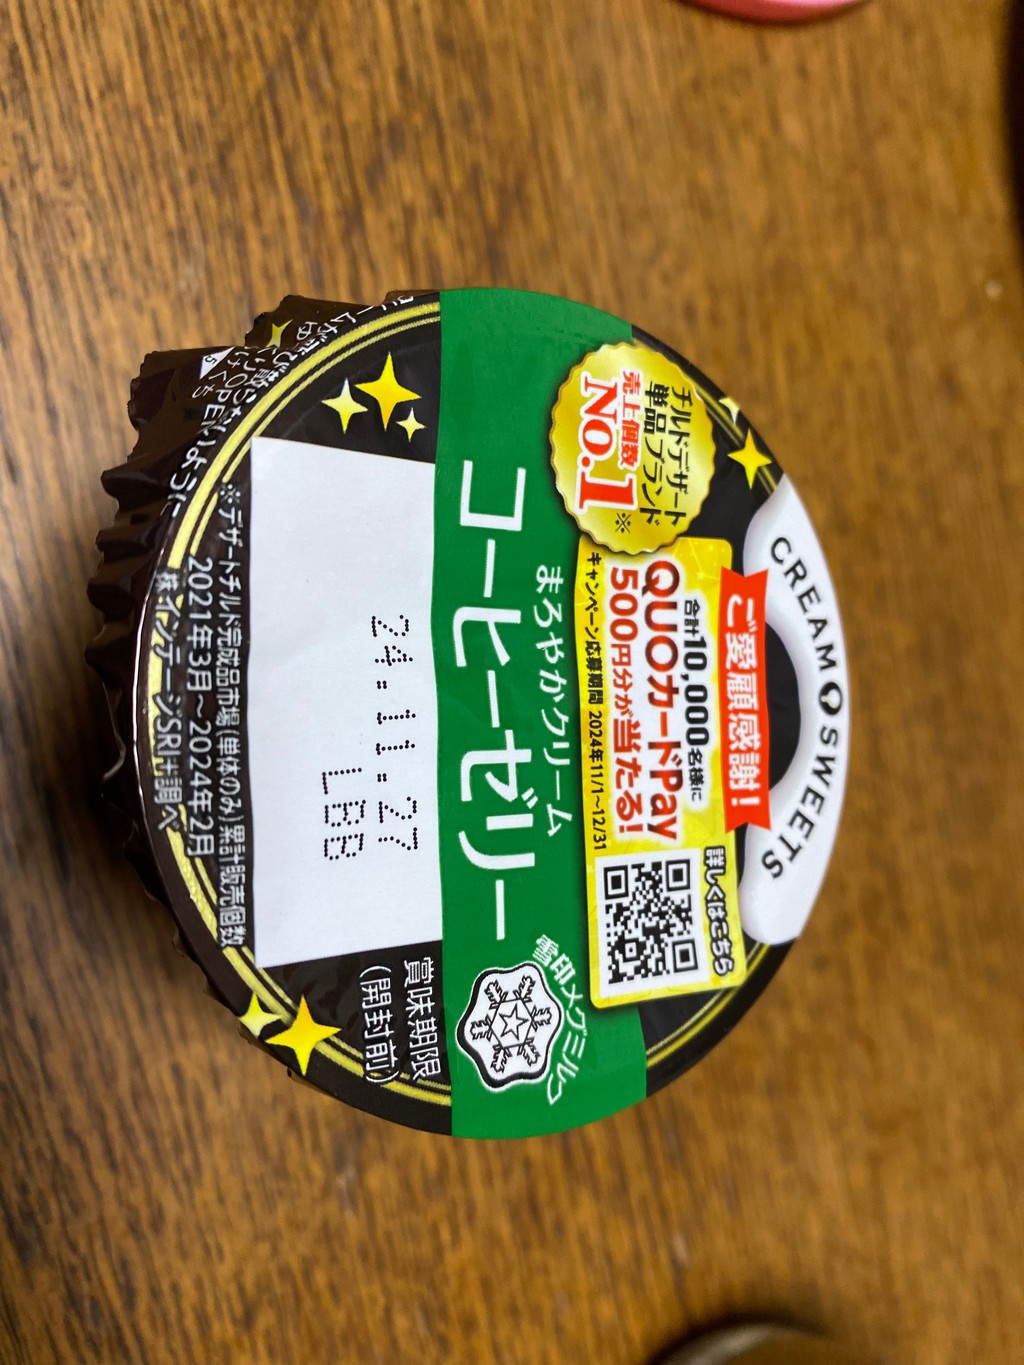 CREAM SWEETS
ご愛顧感謝!
合計10,000名様に
QUOカードPay
500円分が当たる!
キャンペーン応募期間 2024年11/1〜12/31
詳しくはこちら
チルドデザート
単品ブランド
売上個数
No.1※
まろやかクリーム
コーヒーゼリー
雪印メグミルク
賞味期限
(開封前)
24.11.27
LBB
※デザートチルド完成品市場(単体のみ)累計販売個数
2021年3月〜2024年2月
㈱インテージSRI+調べ